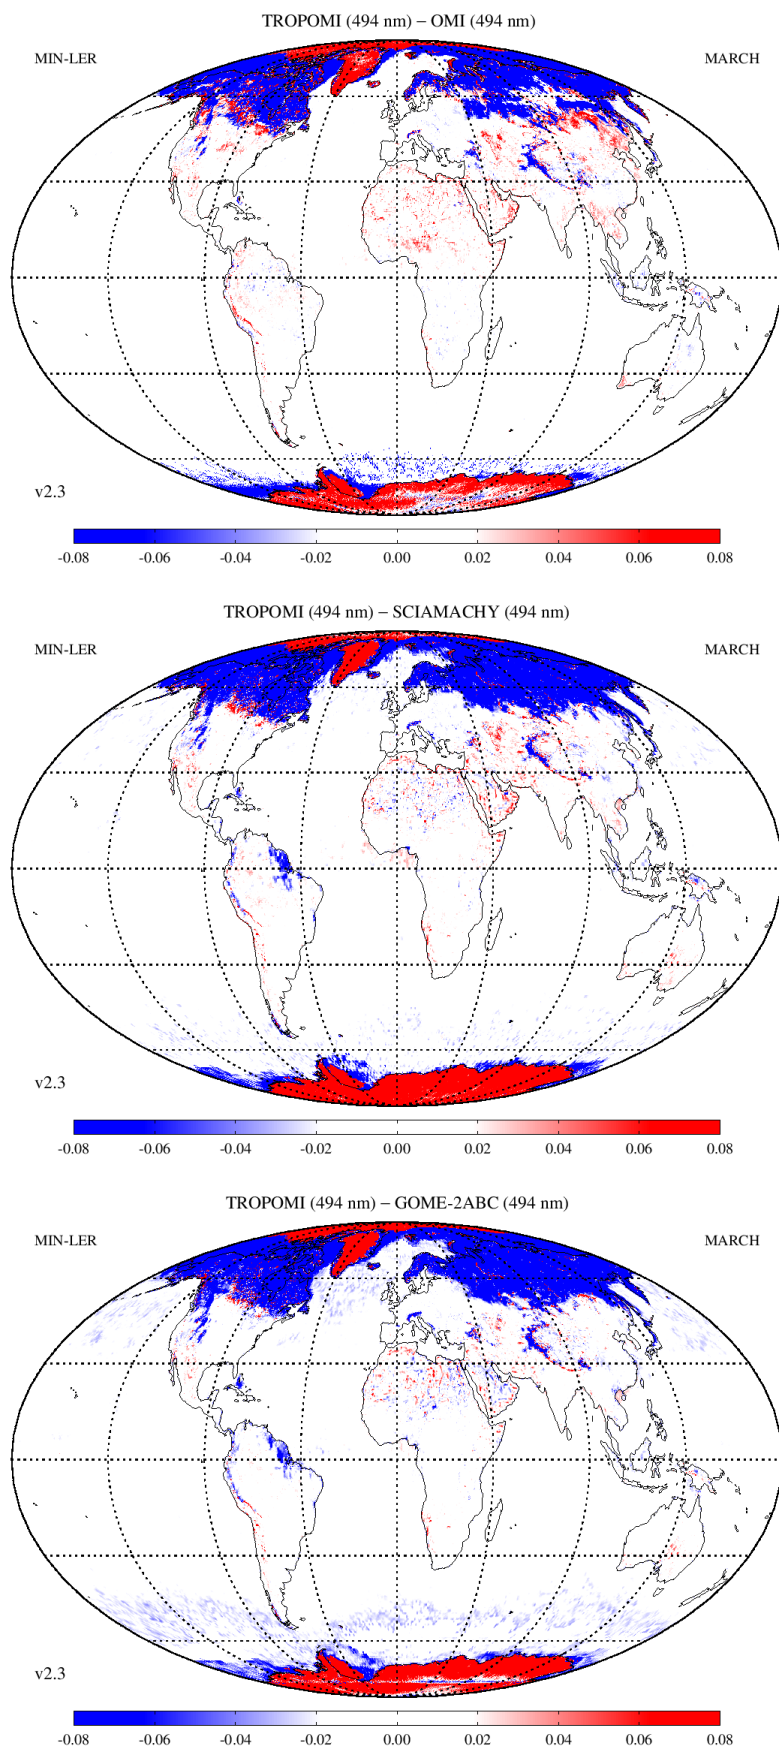 TROPOMI (494 nm) − OMI (494 nm)
MIN-LER MARCH
v2.3
-0.08 -0.06 -0.04 -0.02 0.00 0.02 0.04 0.06 0.08
TROPOMI (494 nm) − SCIAMACHY (494 nm)
MIN-LER MARCH
v2.3
-0.08 -0.06 -0.04 -0.02 0.00 0.02 0.04 0.06 0.08
TROPOMI (494 nm) − GOME-2ABC (494 nm)
MIN-LER MARCH
v2.3
-0.08 -0.06 -0.04 -0.02 0.00 0.02 0.04 0.06 0.08